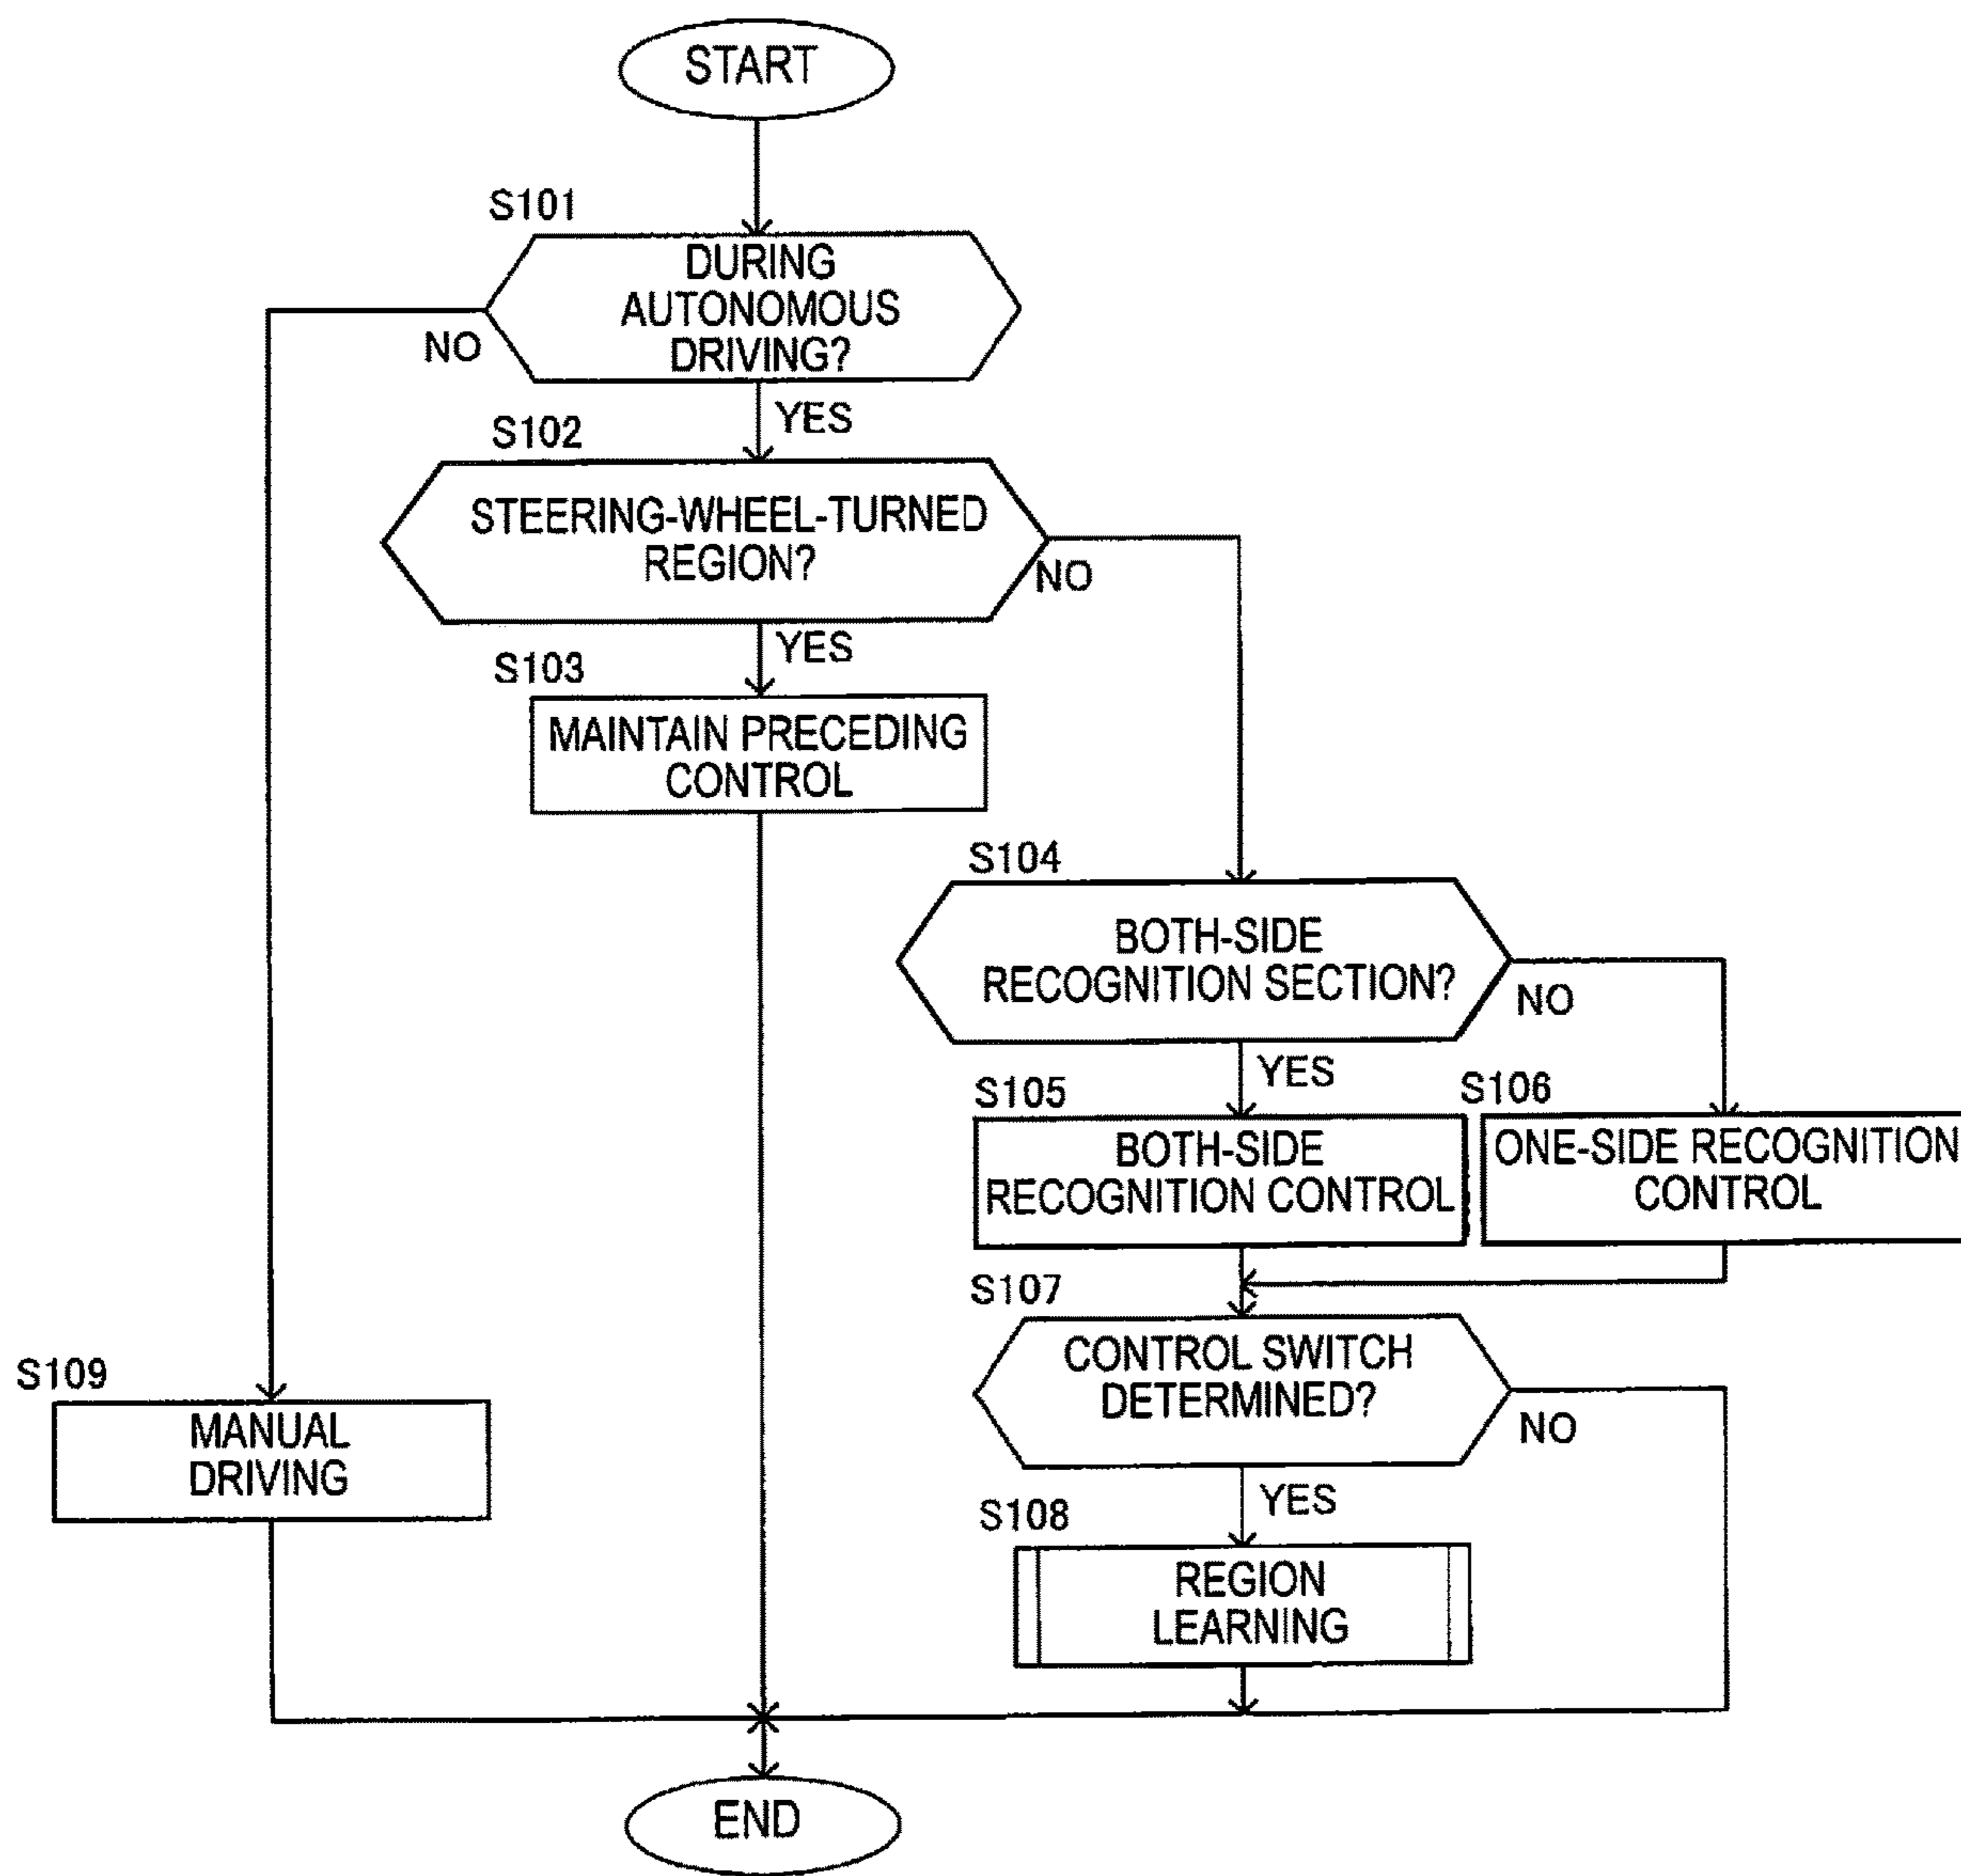 START
S101
DURING
AUTONOMOUS
DRIVING?
NO
YES
S102
STEERING-WHEEL-TURNED
REGION?
NO
YES
S103
MAINTAIN PRECEDING
CONTROL
S104
BOTH-SIDE
RECOGNITION SECTION?
NO
YES
S105
BOTH-SIDE
RECOGNITION CONTROL
S106
ONE-SIDE RECOGNITION
CONTROL
S107
CONTROL SWITCH
DETERMINED?
NO
YES
S108
REGION
LEARNING
S109
MANUAL
DRIVING
END